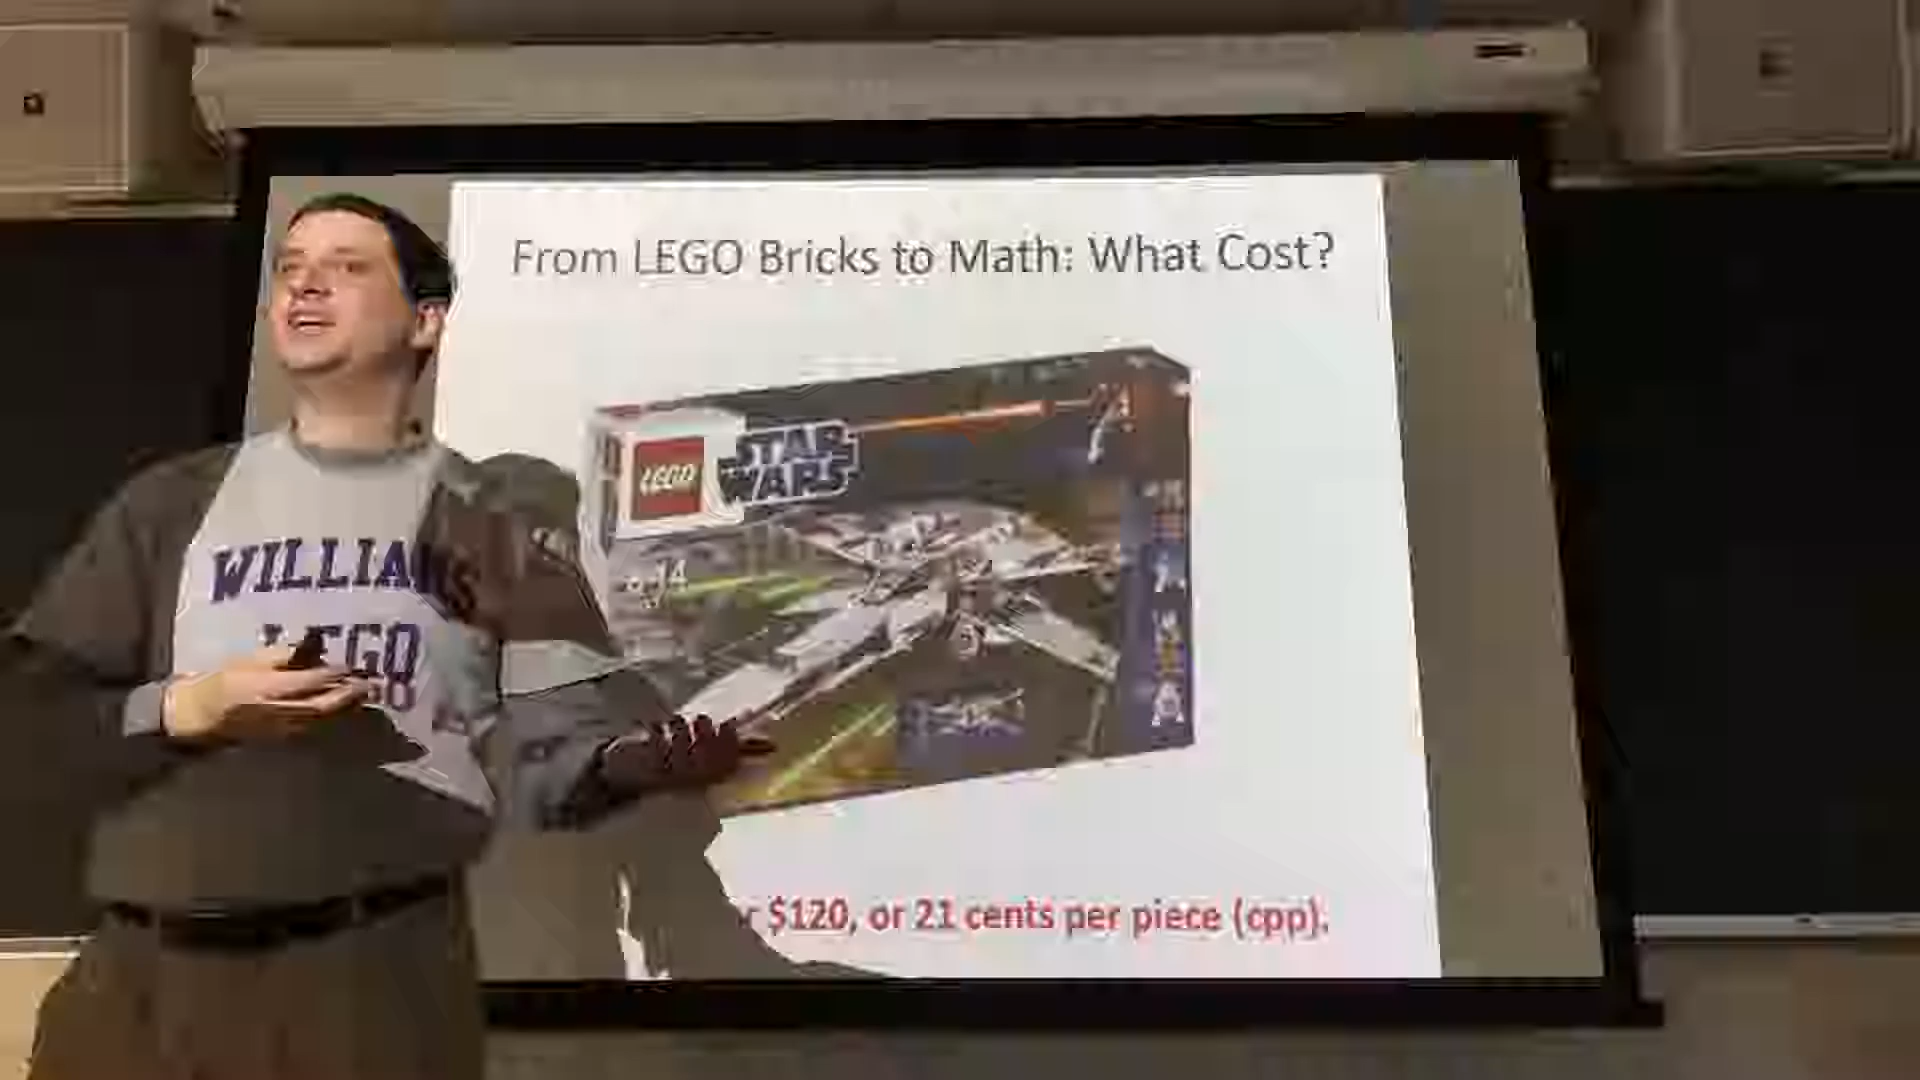 From LEGO Bricks to Math: What Cost?
LEGO
STAR
WARS
WILLIAMS
LEGO
$120, or 21 cents per piece (cpp).